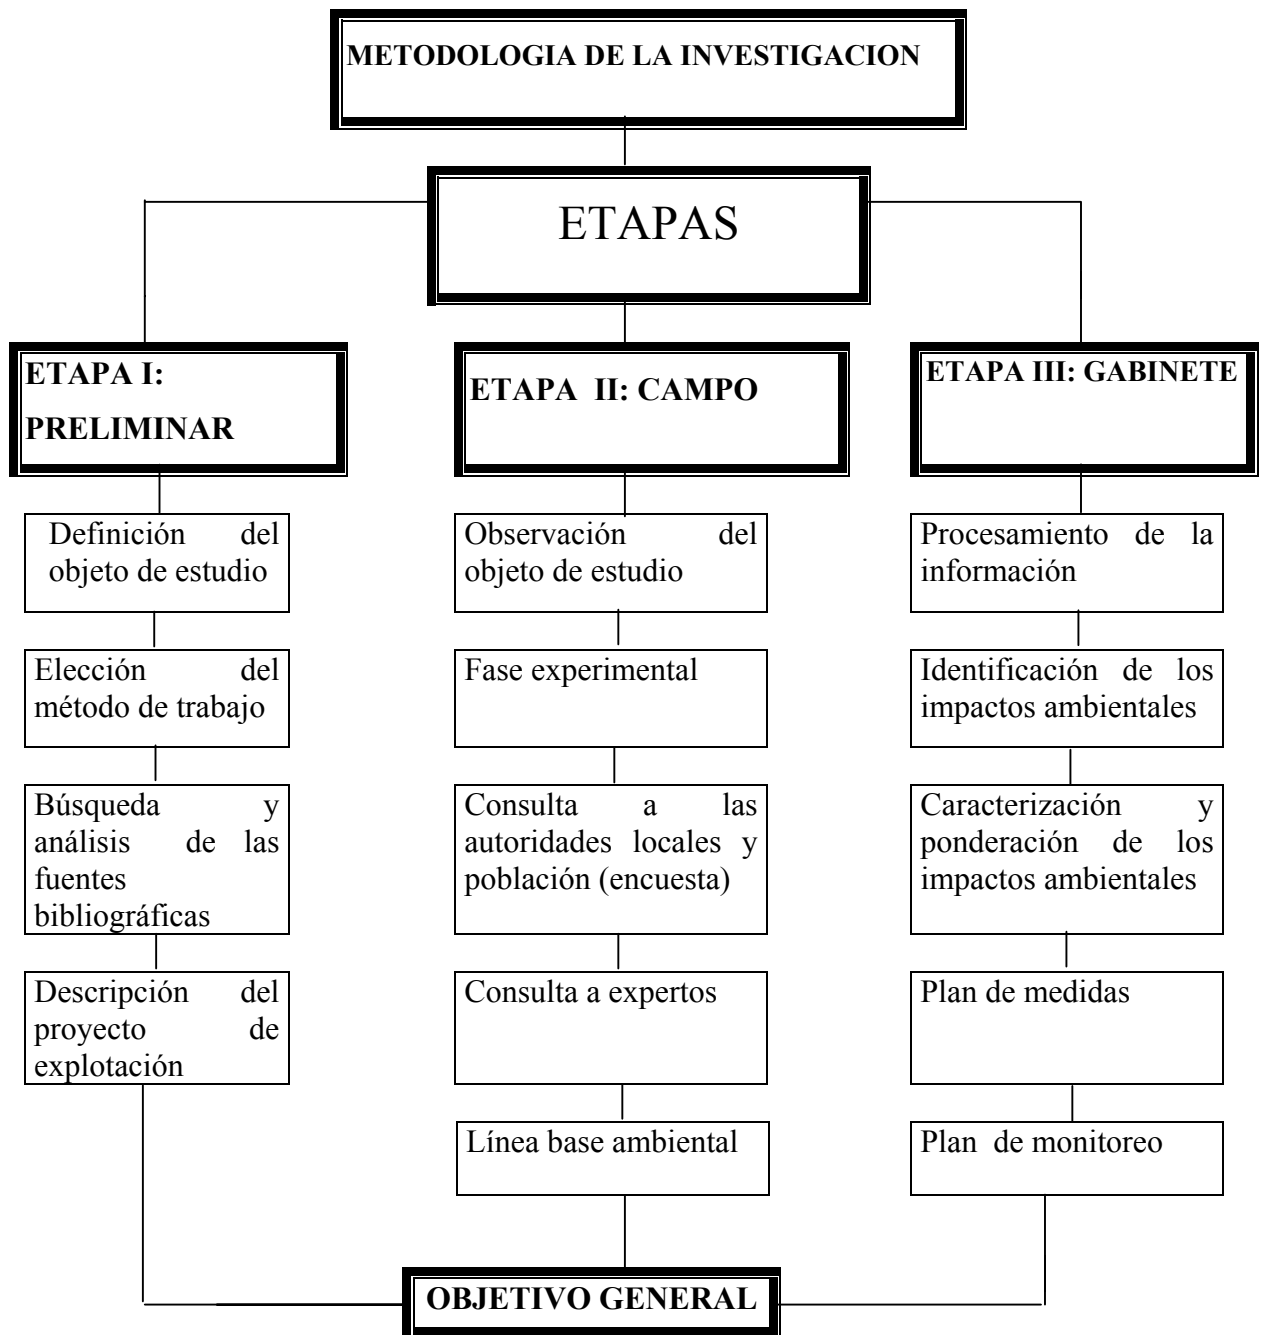 METODOLOGIA DE LA INVESTIGACION
ETAPAS
ETAPA I:
PRELIMINAR
Definición del
objeto de estudio
Elección del
método de trabajo
Búsqueda y
análisis de las
fuentes
bibliográficas
Descripción del
proyecto de
explotación
ETAPA II: CAMPO
Observación del
objeto de estudio
Fase experimental
Consulta a las
autoridades locales y
población (encuesta)
Consulta a expertos
Línea base ambiental
ETAPA III: GABINETE
Procesamiento de la
información
Identificación de los
impactos ambientales
Caracterización y
ponderación de los
impactos ambientales
Plan de medidas
Plan de monitoreo
OBJETIVO GENERAL